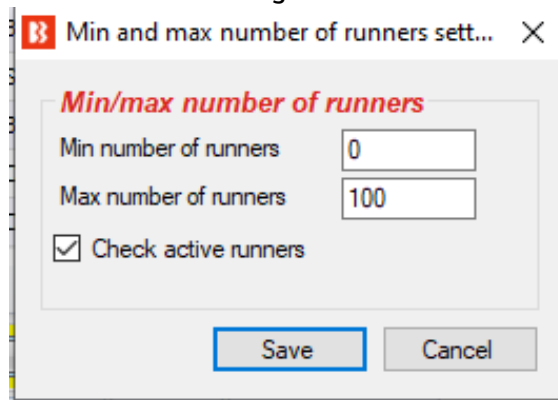 Min and max number of runners sett...
Min/max number of runners
Min number of runners 0
Max number of runners 100
Check active runners
Save Cancel